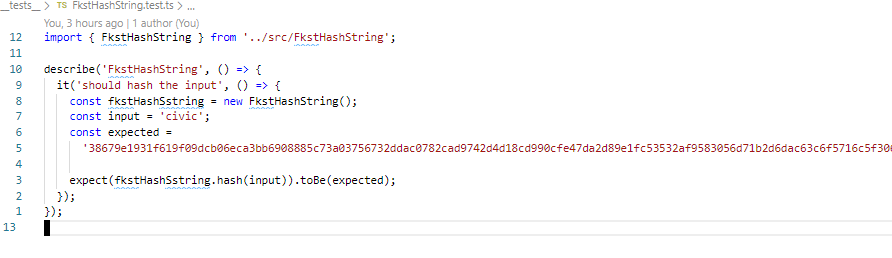 __tests__ > TS FkstHashString.test.ts > ...
You, 3 hours ago | 1 author (You)
12 import { FkstHashString } from '../src/FkstHashString';
11
10 describe('FkstHashString', () => {
9 it('should hash the input', () => {
8 const fkstHashSstring = new FkstHashString();
7 const input = 'civic';
6 const expected =
5 '38679e1931f619f09dcb06eca3bb6908885c73a03756732ddac0782cad9742d4d18cd990cfe47da2d89e1fc53532af9583056d71b2d6dac63c6f5716c5f30
4
3 expect(fkstHashSstring.hash(input)).toBe(expected);
2 });
1 });
13